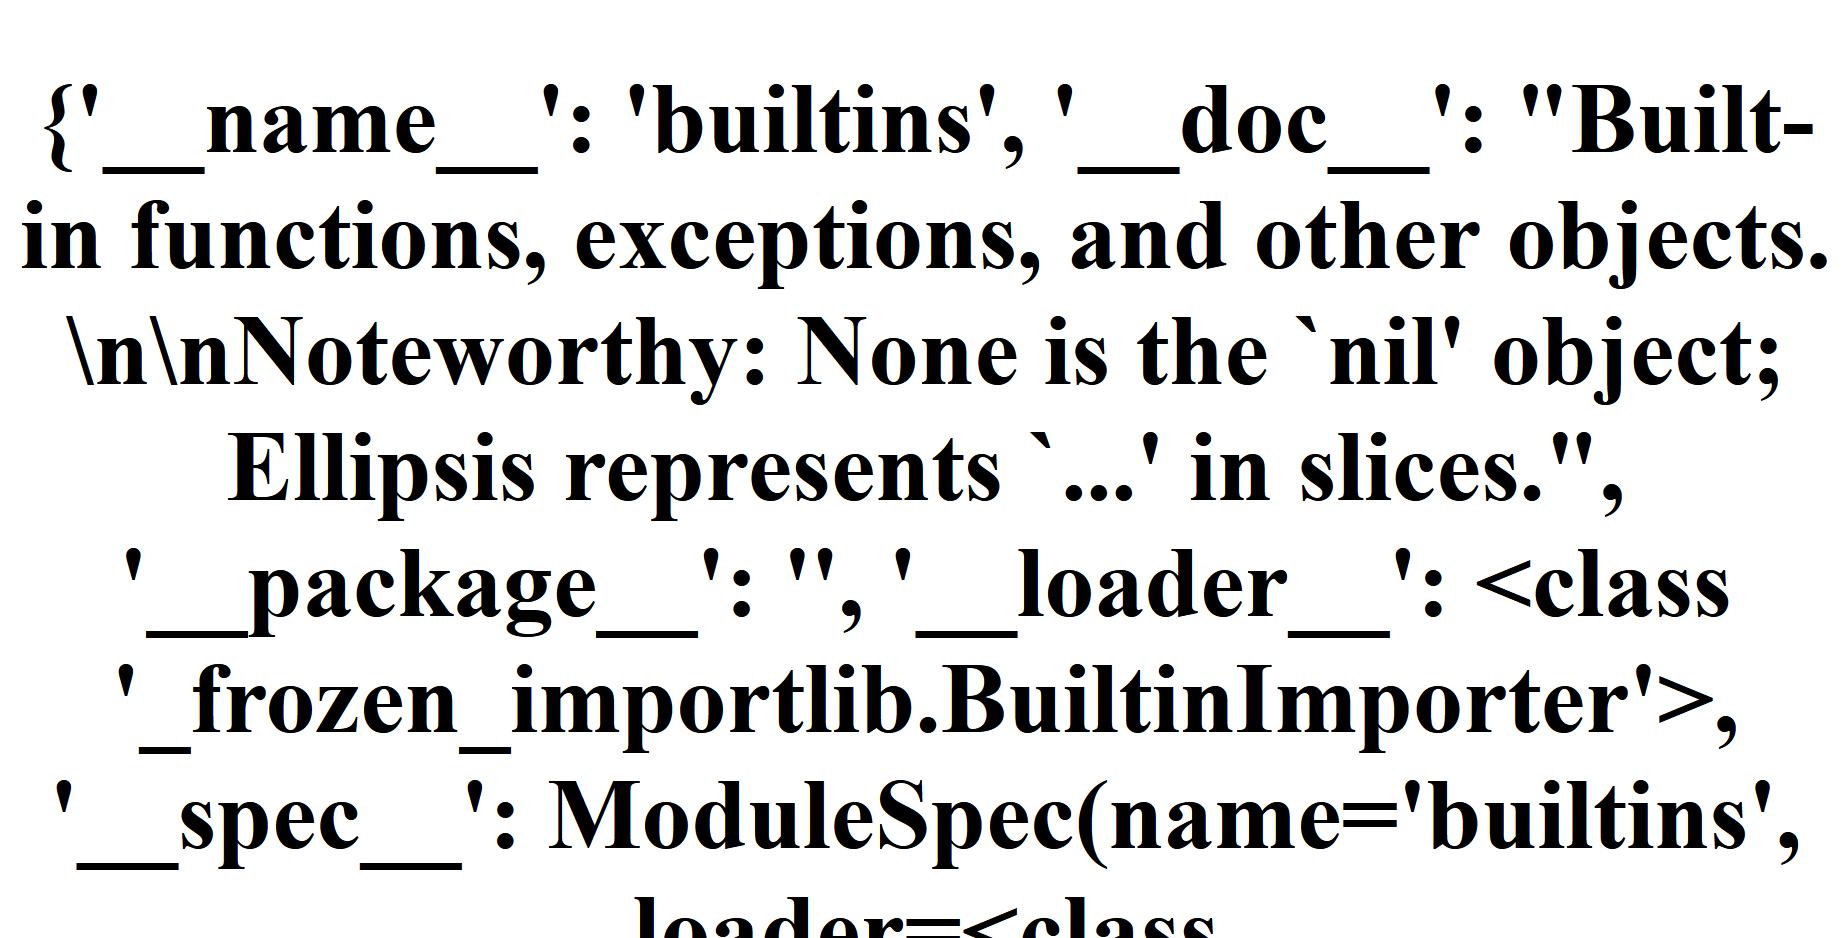 {'__name__': 'builtins', '__doc__': "Built-
in functions, exceptions, and other objects.
\n\nNoteworthy: None is the `nil' object;
Ellipsis represents `...' in slices.",
'__package__': '', '__loader__': <class
'_frozen_importlib.BuiltinImporter'>,
'__spec__': ModuleSpec(name='builtins',
loader=<class